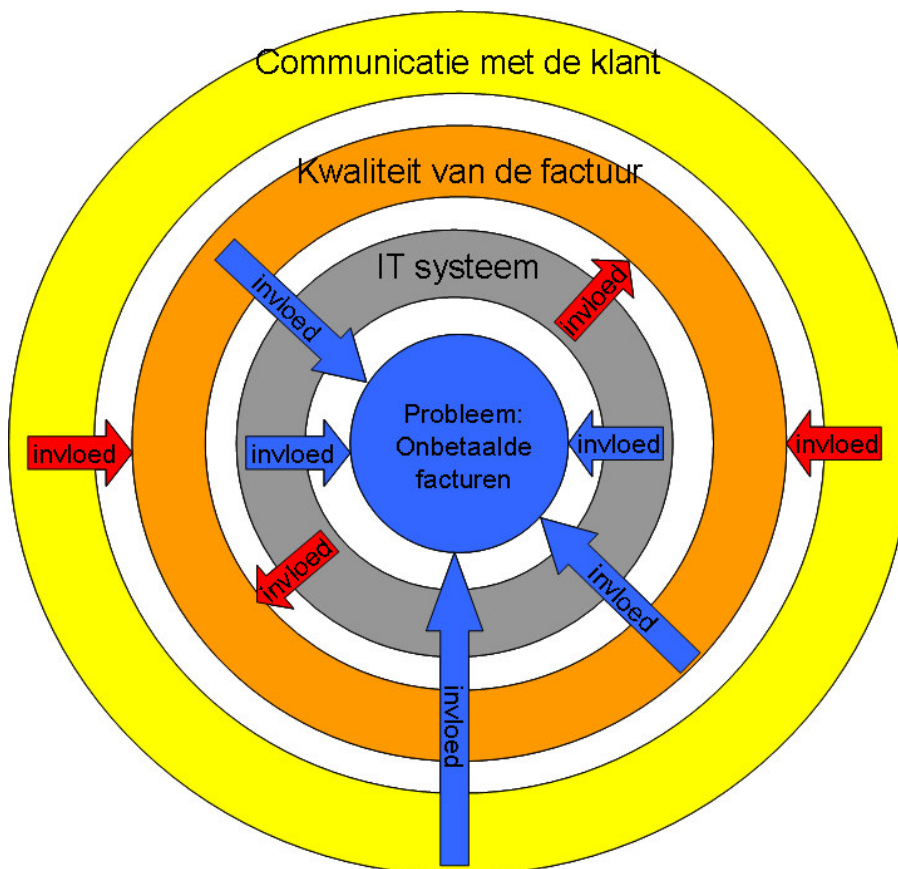 Communicatie met de klant
Kwaliteit van de factuur
IT systeem
invloed
invloed
Probleem:
Onbetaalde
facturen
invloed
invloed
invloed
invloed
invloed
invloed
invloed